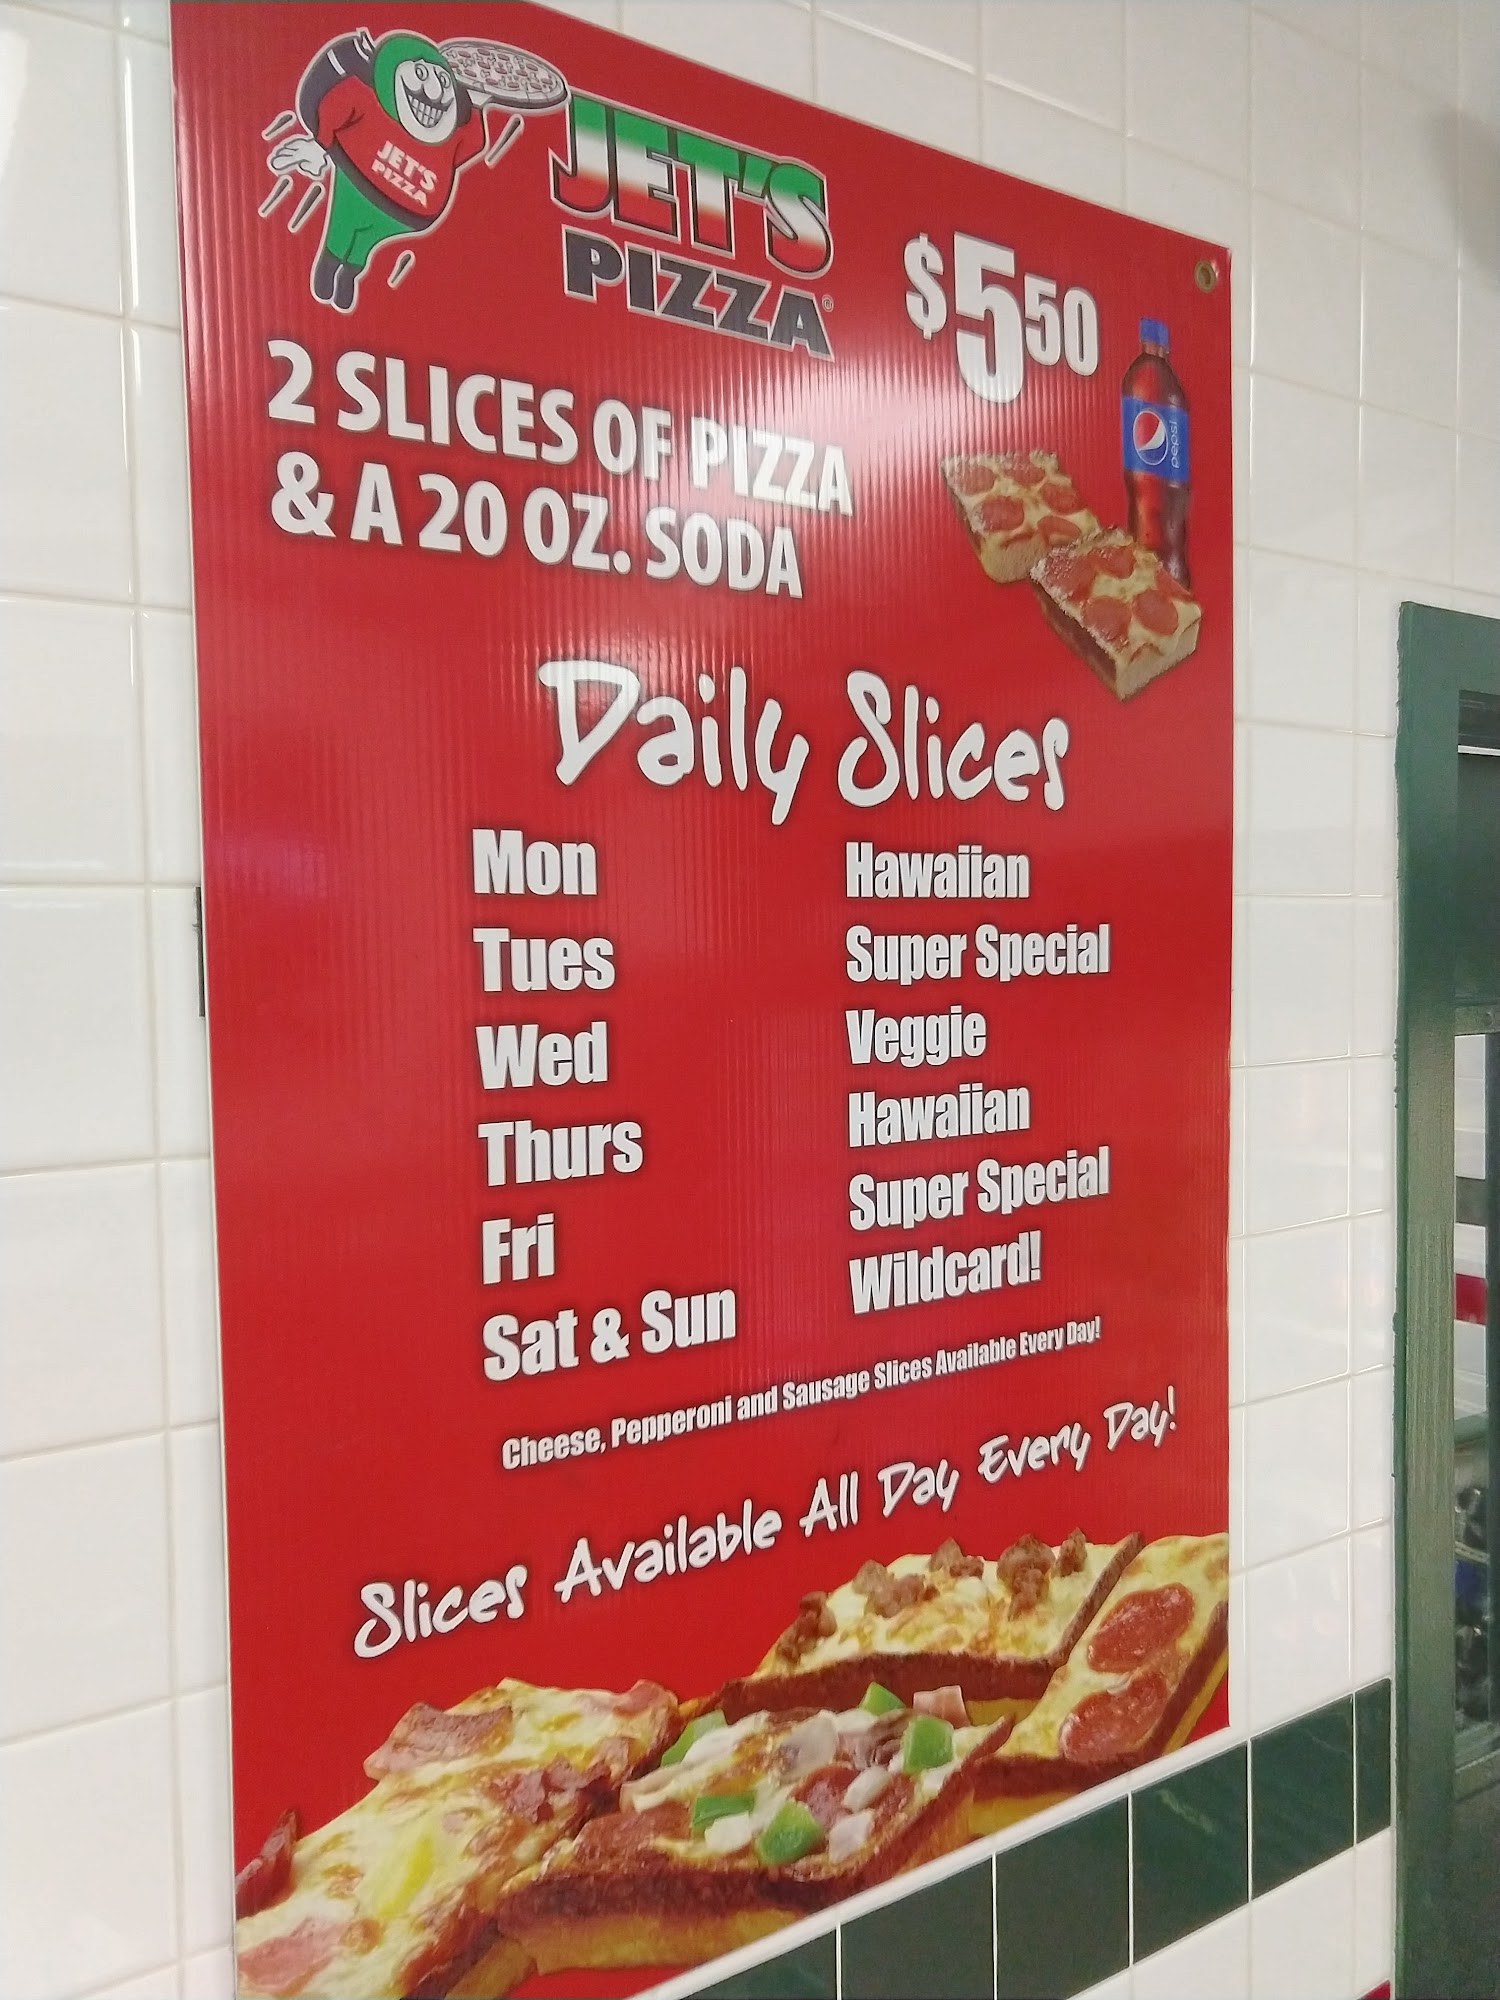 JET'S
PIZZA
JET'S
PIZZA®
$5.50
2 SLICES OF PIZZA
& A 20 OZ. SODA
pepsi
Daily Slices
Mon Hawaiian
Tues Super Special
Wed Veggie
Thurs Hawaiian
Fri Super Special
Sat & Sun Wildcard!
Cheese, Pepperoni and Sausage Slices Available Every Day!
Slices Available All Day Every Day!